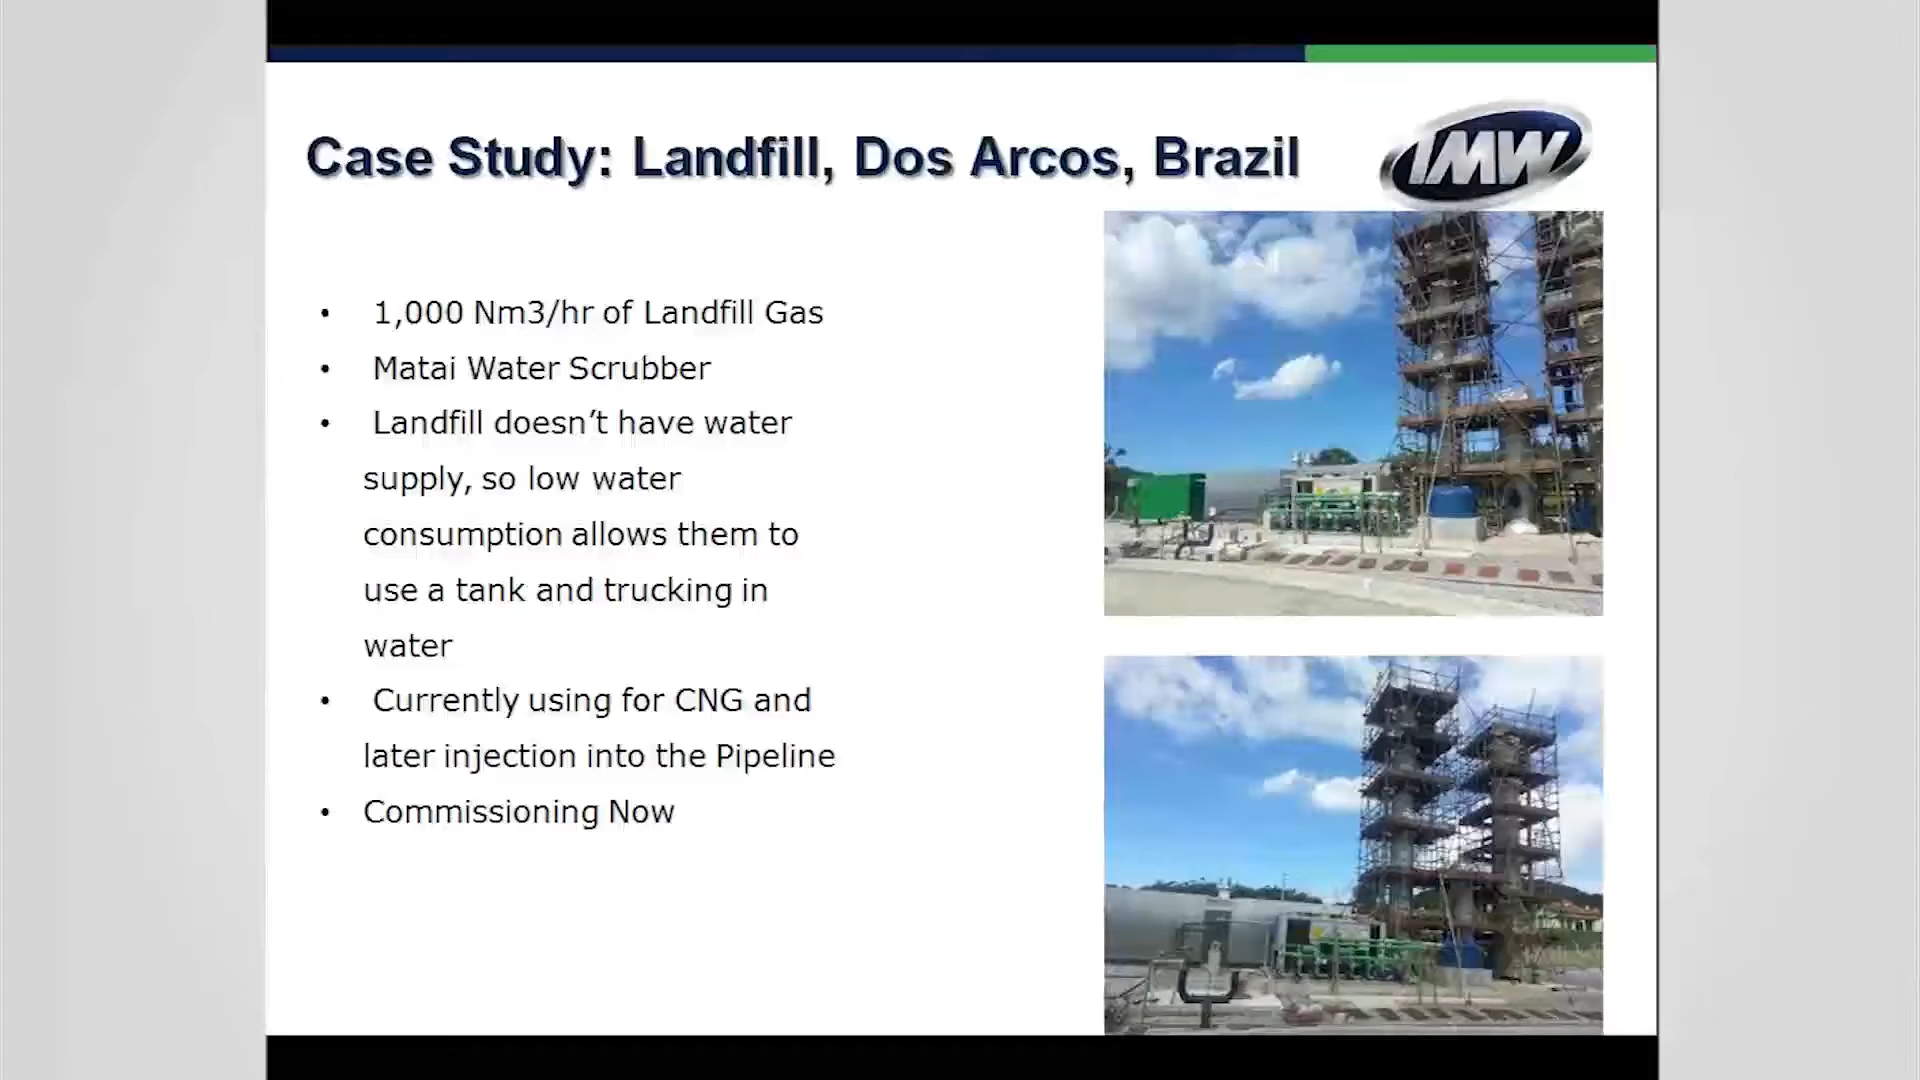 Case Study: Landfill, Dos Arcos, Brazil
IMW
• 1,000 Nm3/hr of Landfill Gas
• Matai Water Scrubber
• Landfill doesn’t have water
supply, so low water
consumption allows them to
use a tank and trucking in
water
• Currently using for CNG and
later injection into the Pipeline
• Commissioning Now